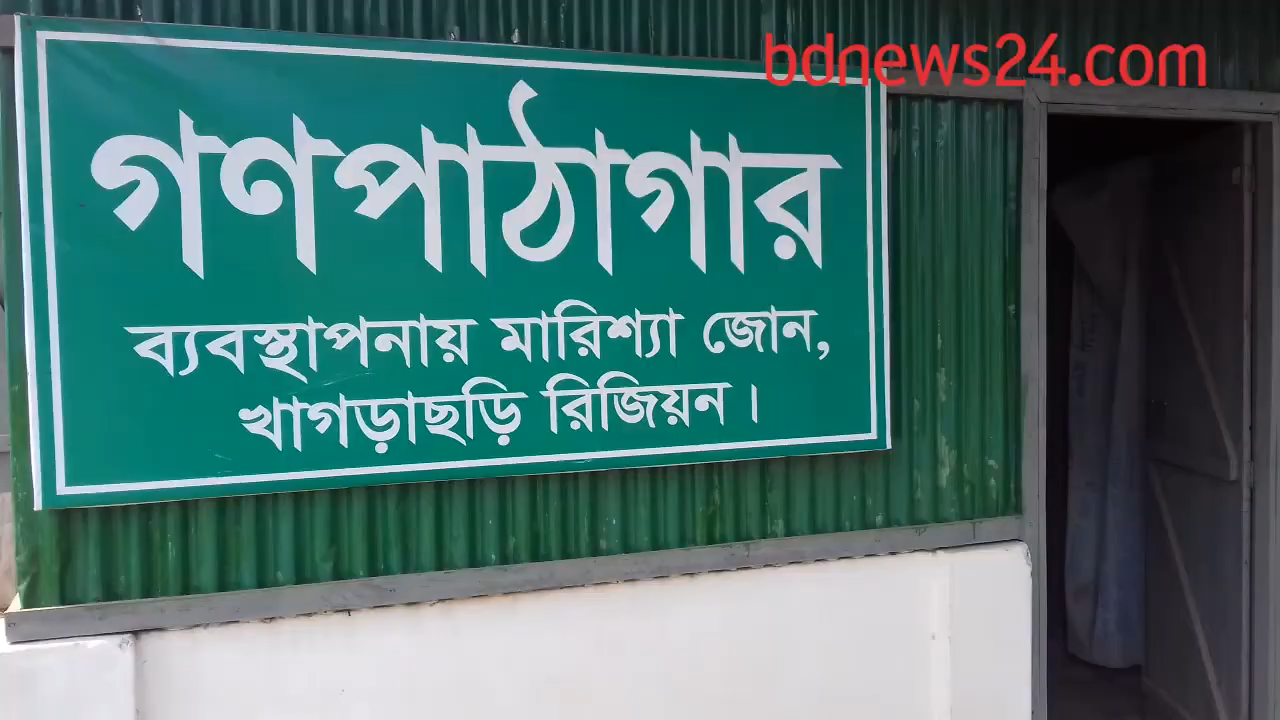 bdnews24.com
গণপাঠাগার
ব্যবস্থাপনায় মারিশ্যা জোন,
খাগড়াছড়ি রিজিয়ন।